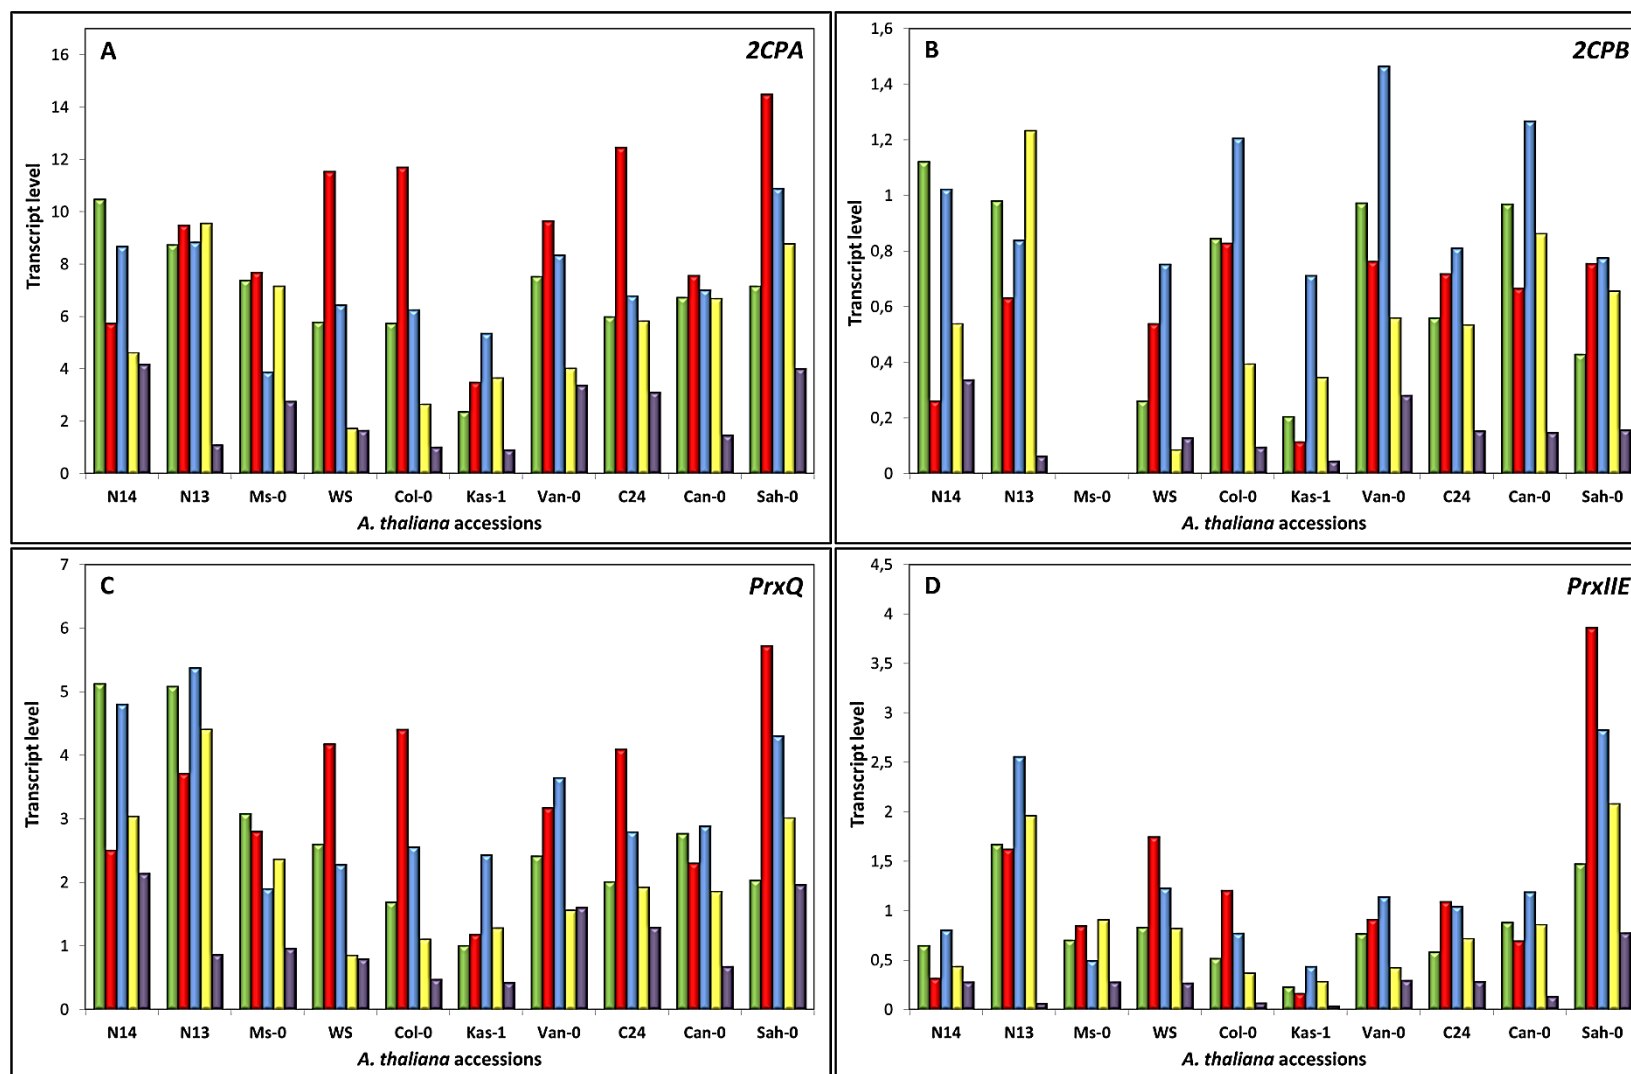 A
2CPA
Transcript level
16
14
12
10
8
6
4
2
0
N14 N13 Ms-0 WS Col-0 Kas-1 Van-0 C24 Can-0 Sah-0
A. thaliana accessions
B
2CPB
Transcript level
1,6
1,4
1,2
1
0,8
0,6
0,4
0,2
0
N14 N13 Ms-0 WS Col-0 Kas-1 Van-0 C24 Can-0 Sah-0
A. thaliana accessions
C
PrxQ
Transcript level
7
6
5
4
3
2
1
0
N14 N13 Ms-0 WS Col-0 Kas-1 Van-0 C24 Can-0 Sah-0
A. thaliana accessions
D
PrxIIE
Transcript level
4,5
4
3,5
3
2,5
2
1,5
1
0,5
0
N14 N13 Ms-0 WS Col-0 Kas-1 Van-0 C24 Can-0 Sah-0
A. thaliana accessions